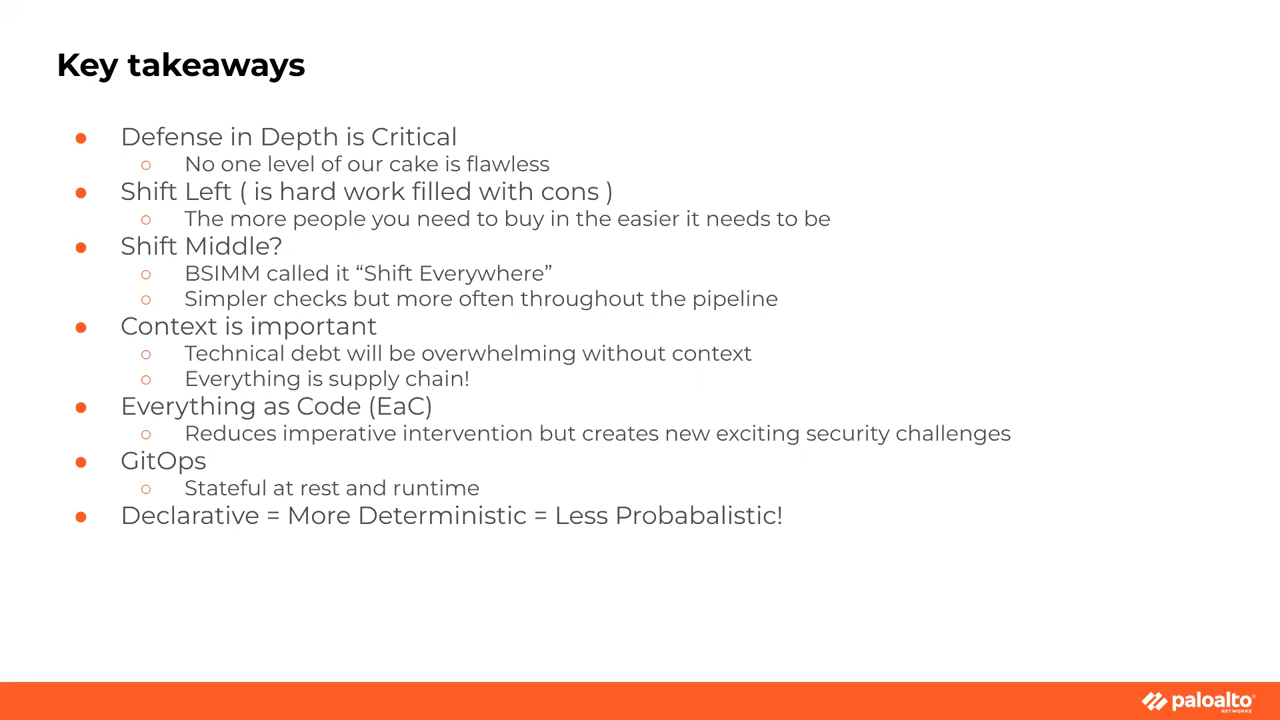 Key takeaways
● Defense in Depth is Critical
○ No one level of our cake is flawless
● Shift Left ( is hard work filled with cons )
○ The more people you need to buy in the easier it needs to be
● Shift Middle?
○ BSIMM called it “Shift Everywhere”
○ Simpler checks but more often throughout the pipeline
● Context is important
○ Technical debt will be overwhelming without context
○ Everything is supply chain!
● Everything as Code (EaC)
○ Reduces imperative intervention but creates new exciting security challenges
● GitOps
○ Stateful at rest and runtime
● Declarative = More Deterministic = Less Probabalistic!
paloalto
NETWORKS